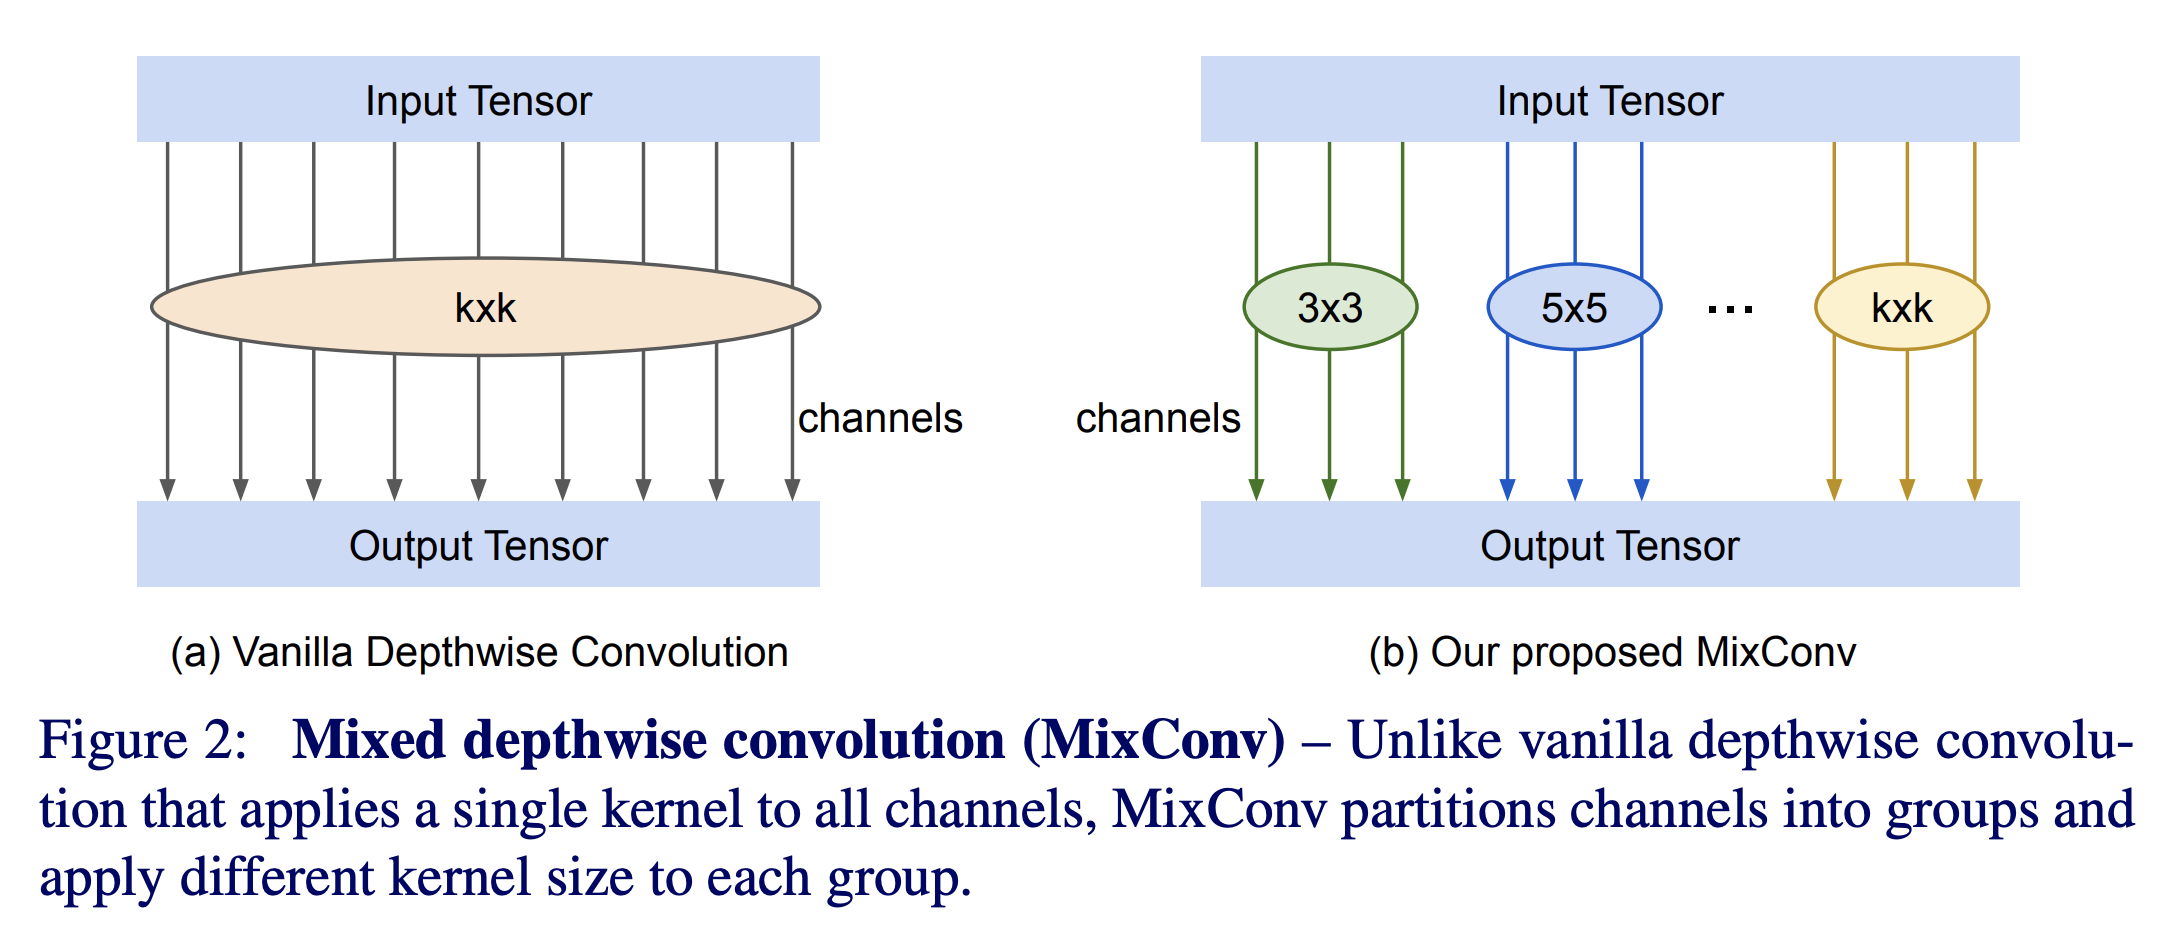 Input Tensor
kxk
channels
Output Tensor
(a) Vanilla Depthwise Convolution
Input Tensor
3x3 5x5 ... kxk
channels
Output Tensor
(b) Our proposed MixConv
Figure 2: Mixed depthwise convolution (MixConv) – Unlike vanilla depthwise convolu-
tion that applies a single kernel to all channels, MixConv partitions channels into groups and
apply different kernel size to each group.